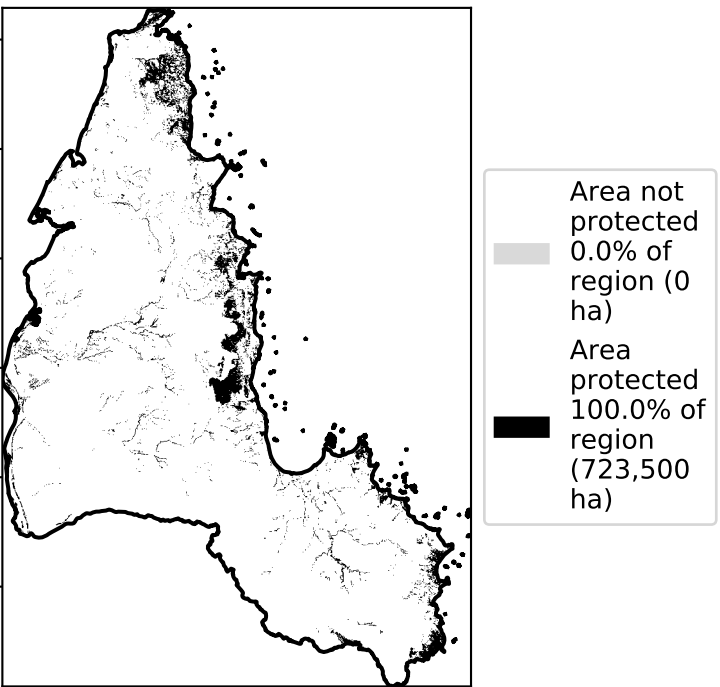 Area not
protected
0.0% of
region (0
ha)
Area
protected
100.0% of
region
(723,500
ha)